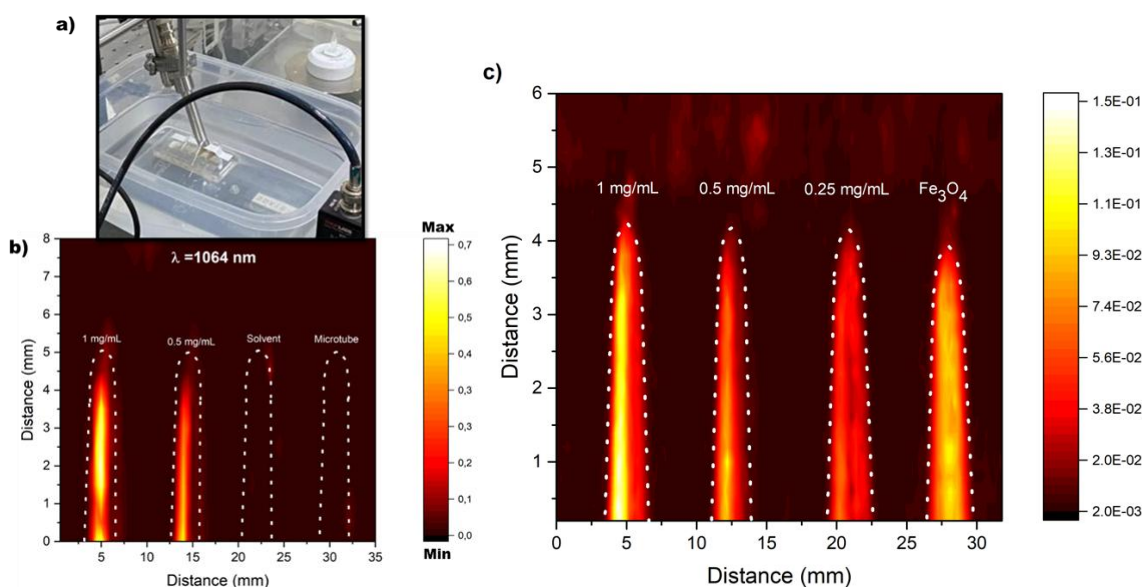 a)
b)
λ =1064 nm
Max
Min
8
7
6
5
4
3
2
1
0
Distance (mm)
1 mg/mL
0.5 mg/mL
Solvent
Microtube
5
10
15
20
25
30
35
Distance (mm)
0,7
0,6
0,5
0,4
0,3
0,2
0,1
0,0
c)
6
5
4
3
2
1
Distance (mm)
1 mg/mL
0.5 mg/mL
0.25 mg/mL
Fe3O4
0
5
10
15
20
25
30
Distance (mm)
1.5E-01
1.3E-01
1.1E-01
9.3E-02
7.4E-02
5.6E-02
3.8E-02
2.0E-02
2.0E-03